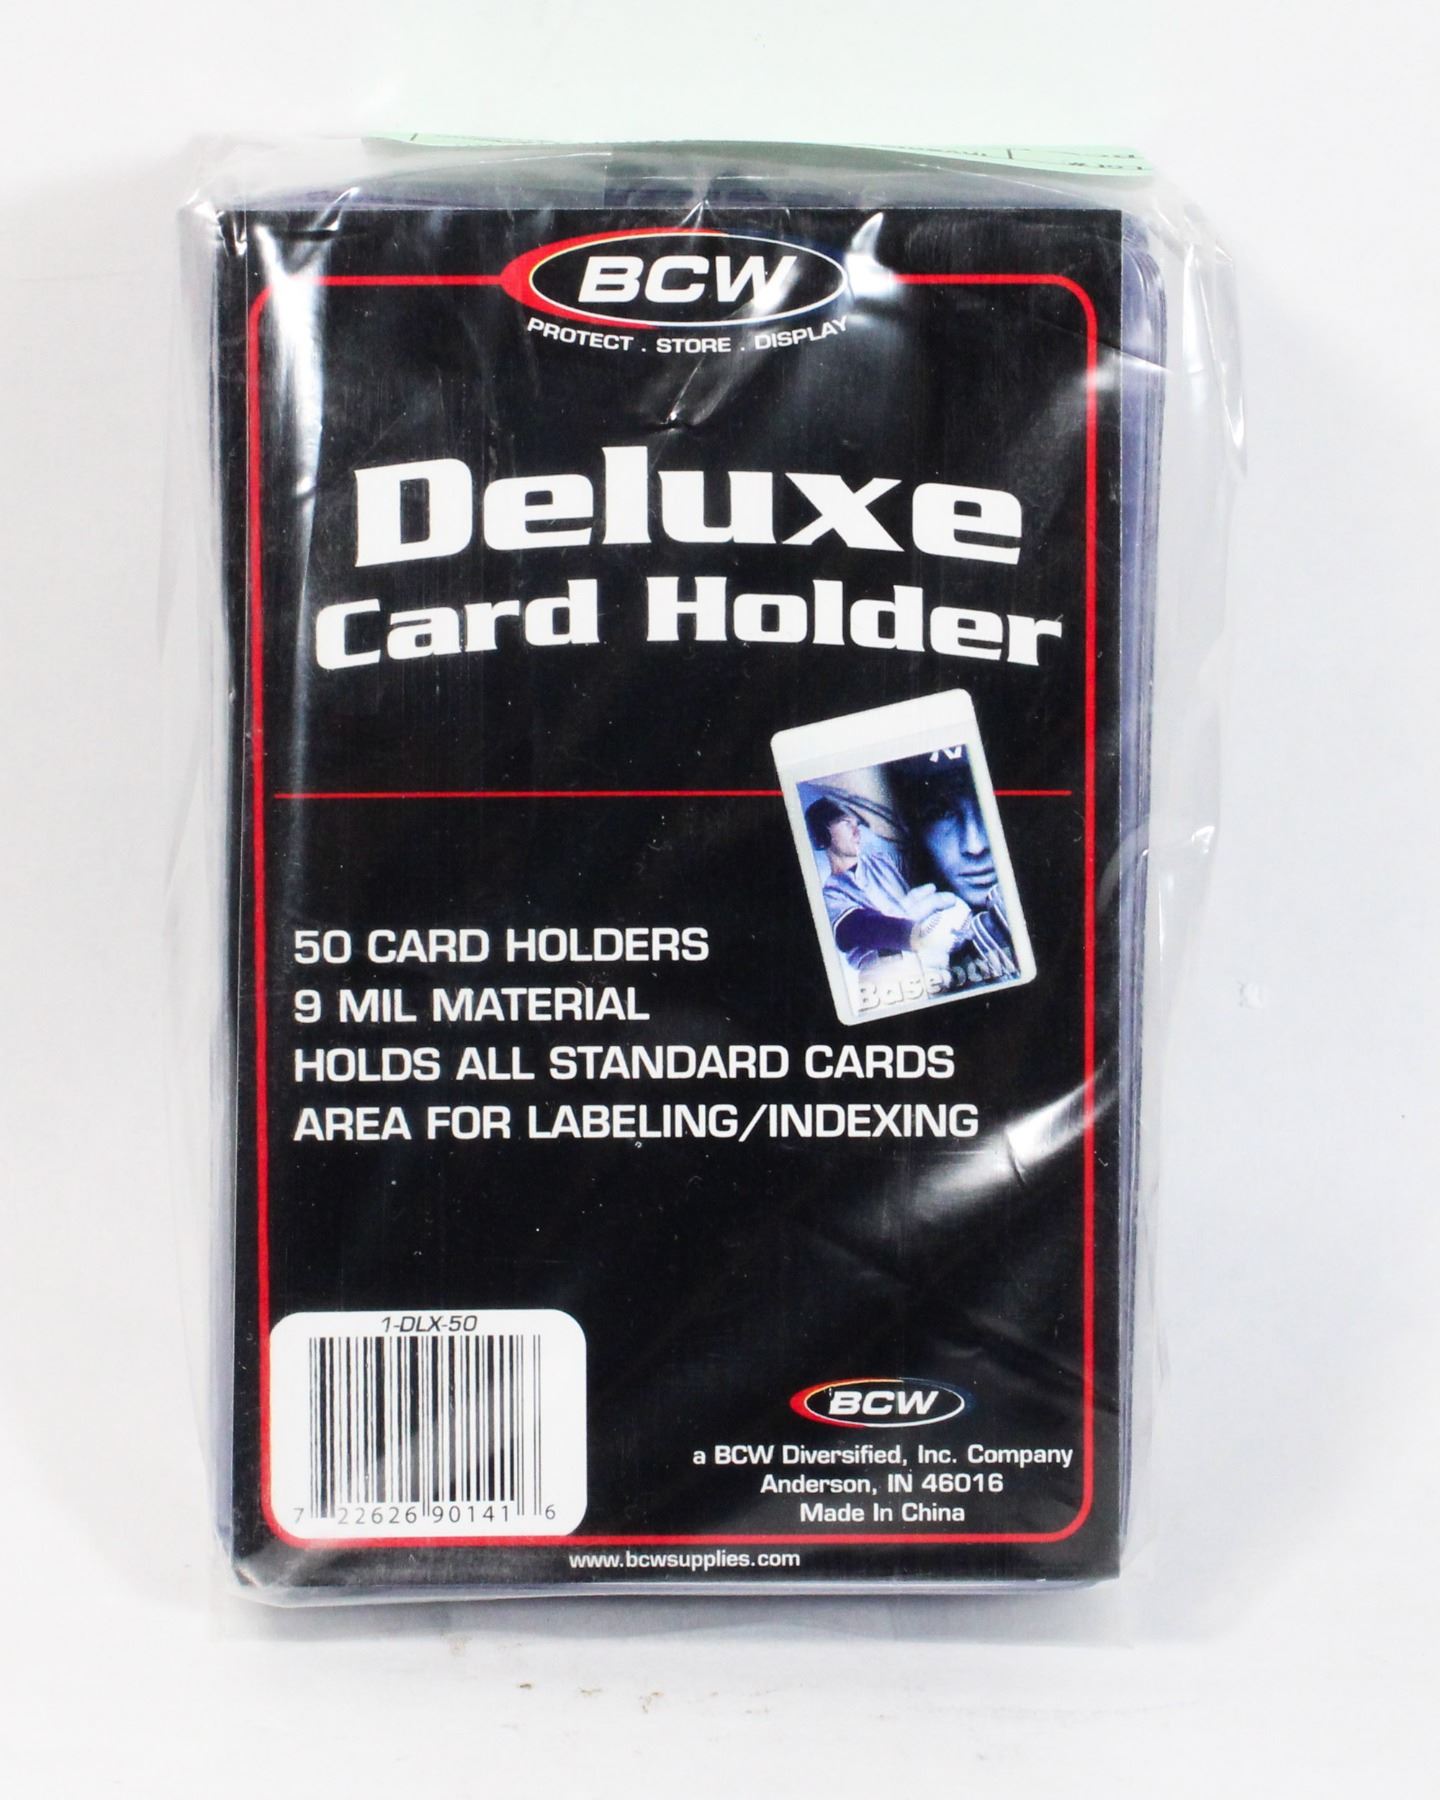 BCW
PROTECT . STORE . DISPLAY
Deluxe
Card Holder
Baseball
50 CARD HOLDERS
9 MIL MATERIAL
HOLDS ALL STANDARD CARDS
AREA FOR LABELING/INDEXING
1-DLX-50
7 22626 90141 6
BCW
a BCW Diversified, Inc. Company
Anderson, IN 46016
Made In China
www.bcwsupplies.com